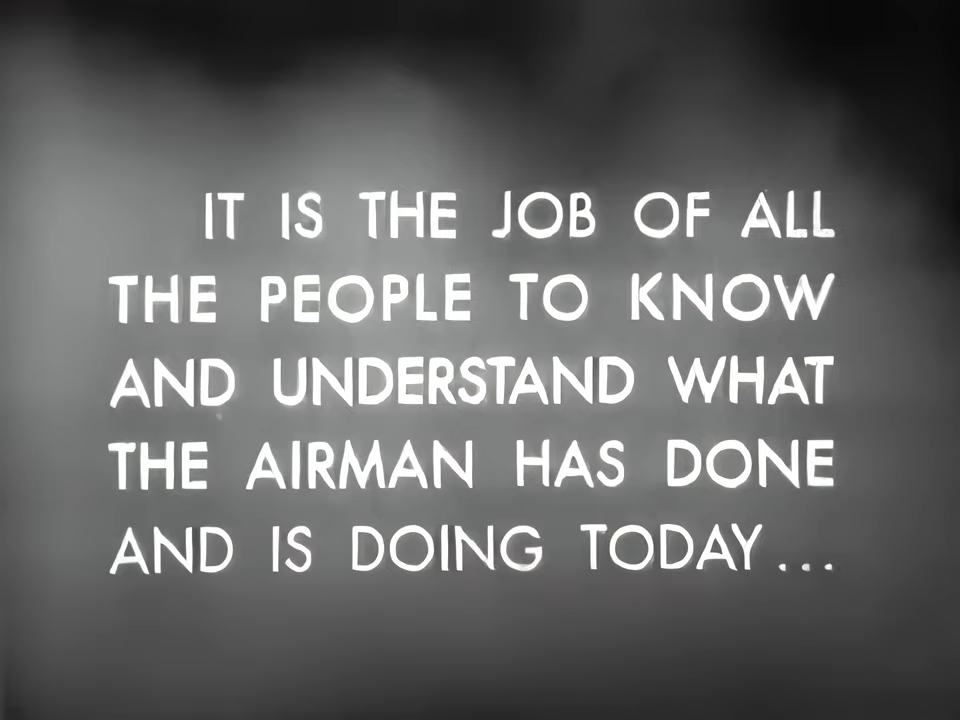 IT IS THE JOB OF ALL
THE PEOPLE TO KNOW
AND UNDERSTAND WHAT
THE AIRMAN HAS DONE
AND IS DOING TODAY...